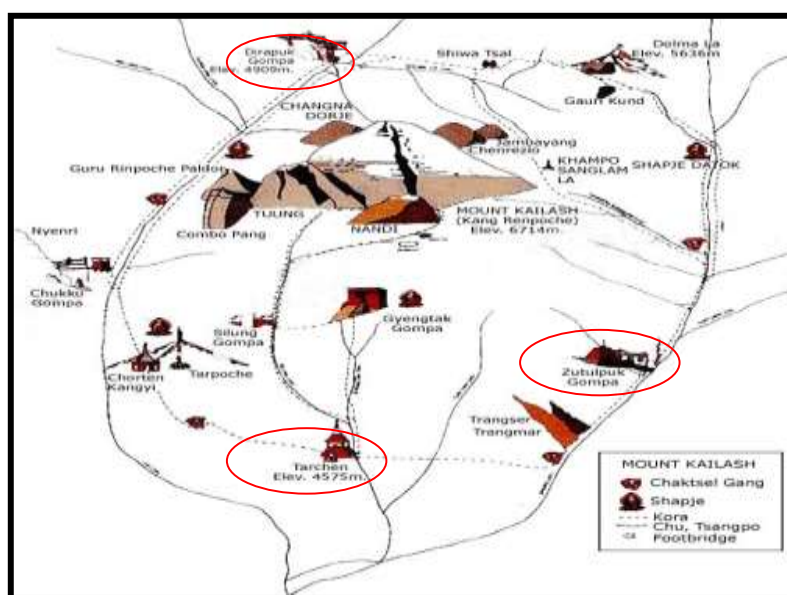 Dirapuk
Gompa
Elev. 4909m.
Shiwa Tsal
Dolma La
Elev. 5636m
Gauri Kund
CHANGNA
DORJE
Jambayang
Chenrezig
KHAMPO
SANGLAM
LA
SHAPJE DATOK
Guru Rinpoche Paldon
TIJUNG
Combo Pang
NANDI
MOUNT KAILASH
(Kang Renpoche)
Elev. 6714m.
Nyenri
Chukku
Gompa
Silung
Gompa
Gyengtak
Gompa
Chorten
Kangyi
Tarpoche
Zutulpuk
Gompa
Trangser
Trangmar
Tarchen
Elev. 4575m.
MOUNT KAILASH
Chaktsel Gang
Shapje
Kora
Chu, Tsangpo
Footbridge